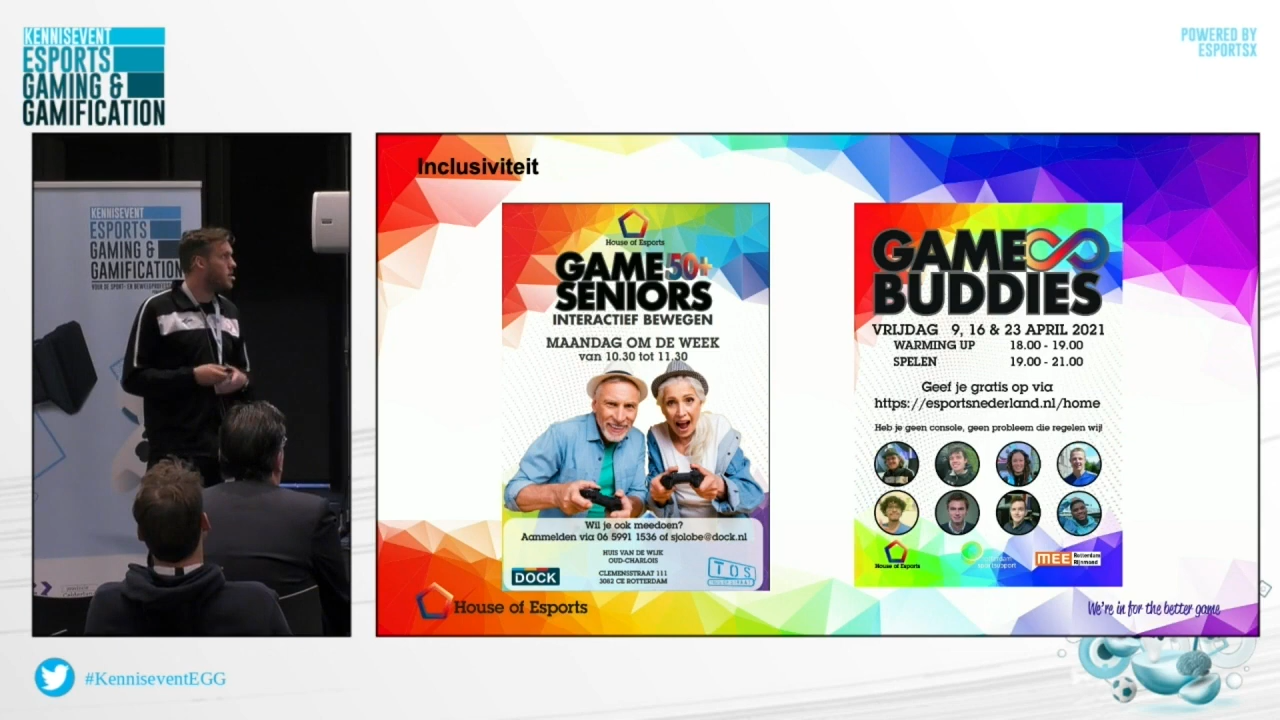 KENNISEVENT
ESPORTS
GAMING &
GAMIFICATION
POWERED BY
ESPORTSX
KENNISEVENT
ESPORTS
GAMING &
GAMIFICATION
Inclusiviteit
House of Esports
GAME 50+
SENIORS
INTERACTIEF BEWEGEN
MAANDAG OM DE WEEK
van 10.30 tot 11.30
Wil je ook meedoen?
Aanmelden via 06 5991 1536 of sjolobe@dock.nl
HUIS VAN DE WIJK
OUD-CHARLOIS
CLEMENSSTRAAT 111
3082 CE ROTTERDAM
DOCK
TOS
GAME
BUDDIES
VRIJDAG 9, 16 & 23 APRIL 2021
WARMING UP 18.00 - 19.00
SPELEN 19.00 - 21.00
Geef je gratis op via
https://esportsnederland.nl/home
Heb je geen console, geen probleem die regelen wij!
House of Esports
MEE Rotterdam
Rijnmond
House of Esports
We're in for the better game
#KenniseventEGG